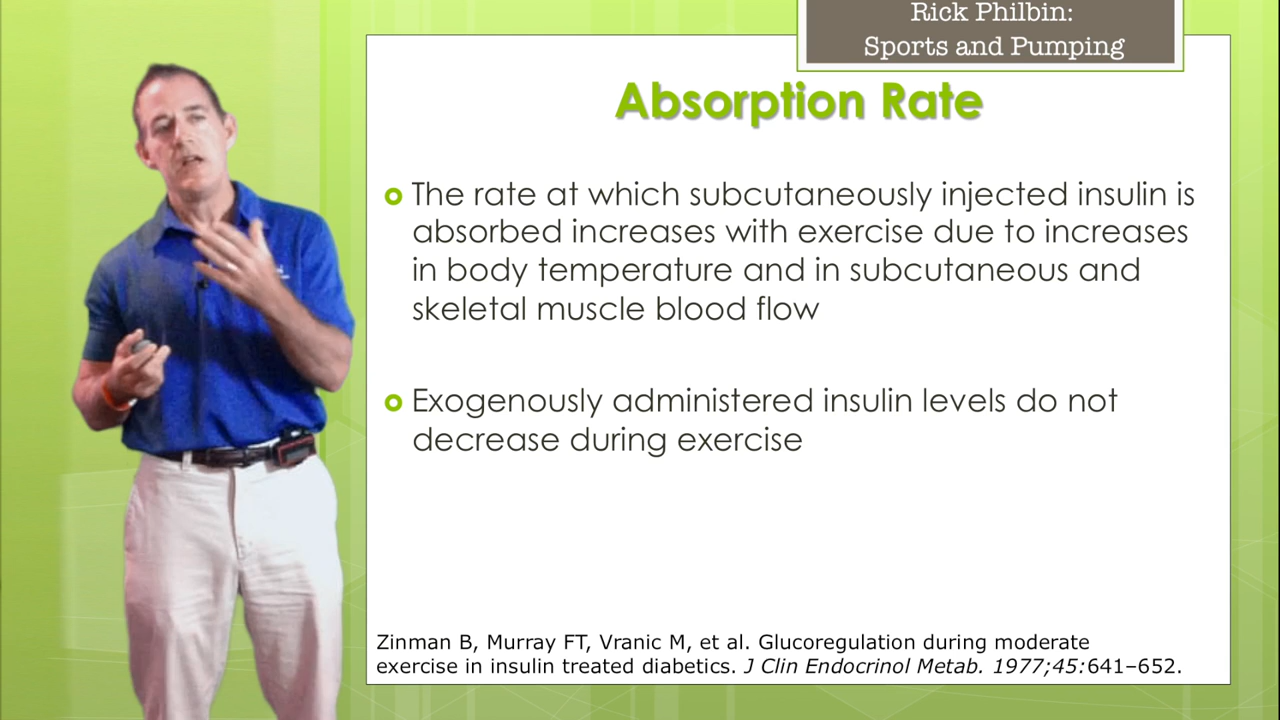 Rick Philbin:
Sports and Pumping
Absorption Rate
The rate at which subcutaneously injected insulin is
absorbed increases with exercise due to increases
in body temperature and in subcutaneous and
skeletal muscle blood flow
Exogenously administered insulin levels do not
decrease during exercise
Zinman B, Murray FT, Vranic M, et al. Glucoregulation during moderate
exercise in insulin treated diabetics. J Clin Endocrinol Metab. 1977;45:641–652.